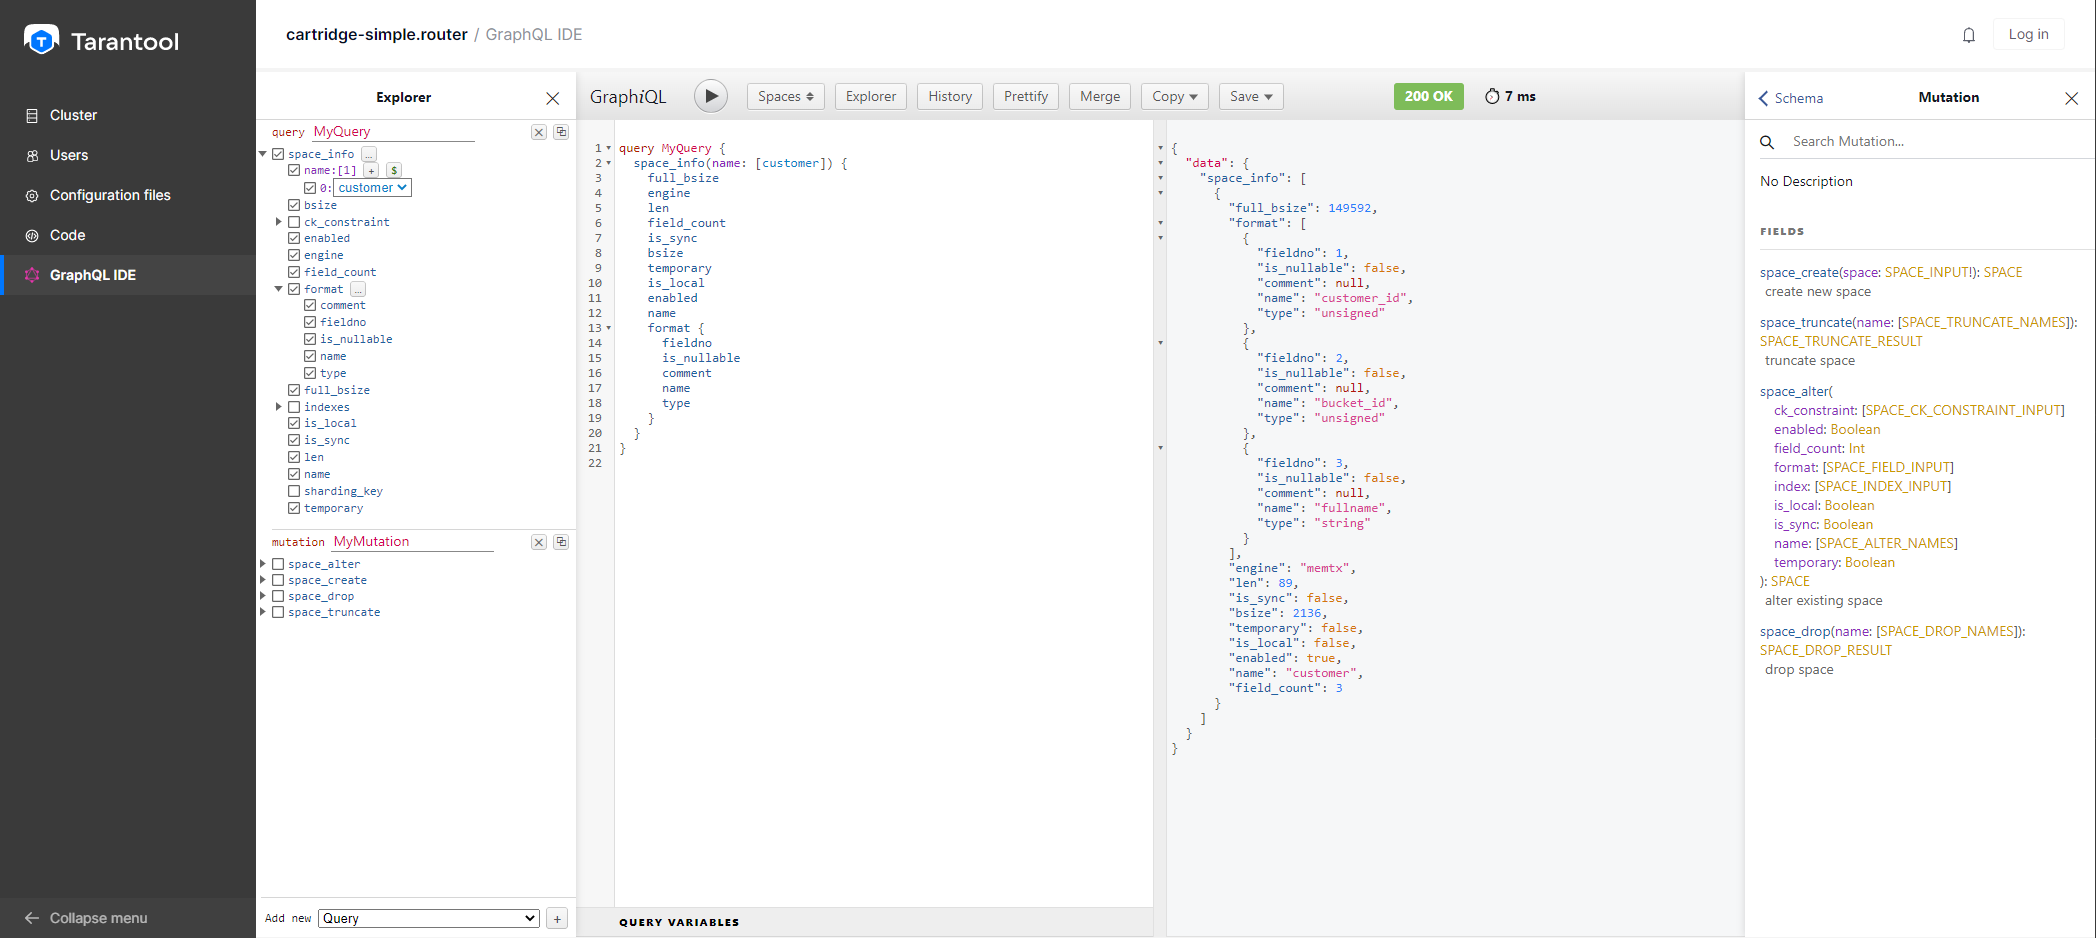 Tarantool
Cluster
Users
Configuration files
Code
GraphQL IDE
Collapse menu
cartridge-simple.router / GraphQL IDE
Log in
Explorer
query MyQuery
space_info ...
name:[1] + $
0: customer
bsize
ck_constraint
enabled
engine
field_count
format ...
comment
fieldno
is_nullable
name
type
full_bsize
indexes
is_local
is_sync
len
name
sharding_key
temporary
mutation MyMutation
space_alter
space_create
space_drop
space_truncate
Add new Query +
GraphiQL
Spaces
Explorer
History
Prettify
Merge
Copy
Save
200 OK
7 ms
1 query MyQuery {
2 space_info(name: [customer]) {
3 full_bsize
4 engine
5 len
6 field_count
7 is_sync
8 bsize
9 temporary
10 is_local
11 enabled
12 name
13 format {
14 fieldno
15 is_nullable
16 comment
17 name
18 type
19 }
20 }
21 }
22
QUERY VARIABLES
{
"data": {
"space_info": [
{
"full_bsize": 149592,
"format": [
{
"fieldno": 1,
"is_nullable": false,
"comment": null,
"name": "customer_id",
"type": "unsigned"
},
{
"fieldno": 2,
"is_nullable": false,
"comment": null,
"name": "bucket_id",
"type": "unsigned"
},
{
"fieldno": 3,
"is_nullable": false,
"comment": null,
"name": "fullname",
"type": "string"
}
],
"engine": "memtx",
"len": 89,
"is_sync": false,
"bsize": 2136,
"temporary": false,
"is_local": false,
"enabled": true,
"name": "customer",
"field_count": 3
}
]
}
}
Schema
Mutation
Search Mutation...
No Description
FIELDS
space_create(space: SPACE_INPUT!): SPACE
create new space
space_truncate(name: [SPACE_TRUNCATE_NAMES]):
SPACE_TRUNCATE_RESULT
truncate space
space_alter(
ck_constraint: [SPACE_CK_CONSTRAINT_INPUT]
enabled: Boolean
field_count: Int
format: [SPACE_FIELD_INPUT]
index: [SPACE_INDEX_INPUT]
is_local: Boolean
is_sync: Boolean
name: [SPACE_ALTER_NAMES]
temporary: Boolean
): SPACE
alter existing space
space_drop(name: [SPACE_DROP_NAMES]):
SPACE_DROP_RESULT
drop space